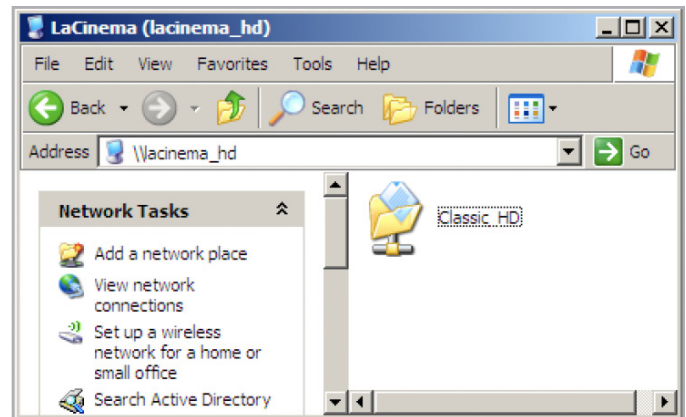 LaCinema (lacinema_hd)
File Edit View Favorites Tools Help
Back Search Folders
Address \\lacinema_hd Go
Network Tasks
Classic_HD
Add a network place
View network
connections
Set up a wireless
network for a home or
small office
Search Active Directory